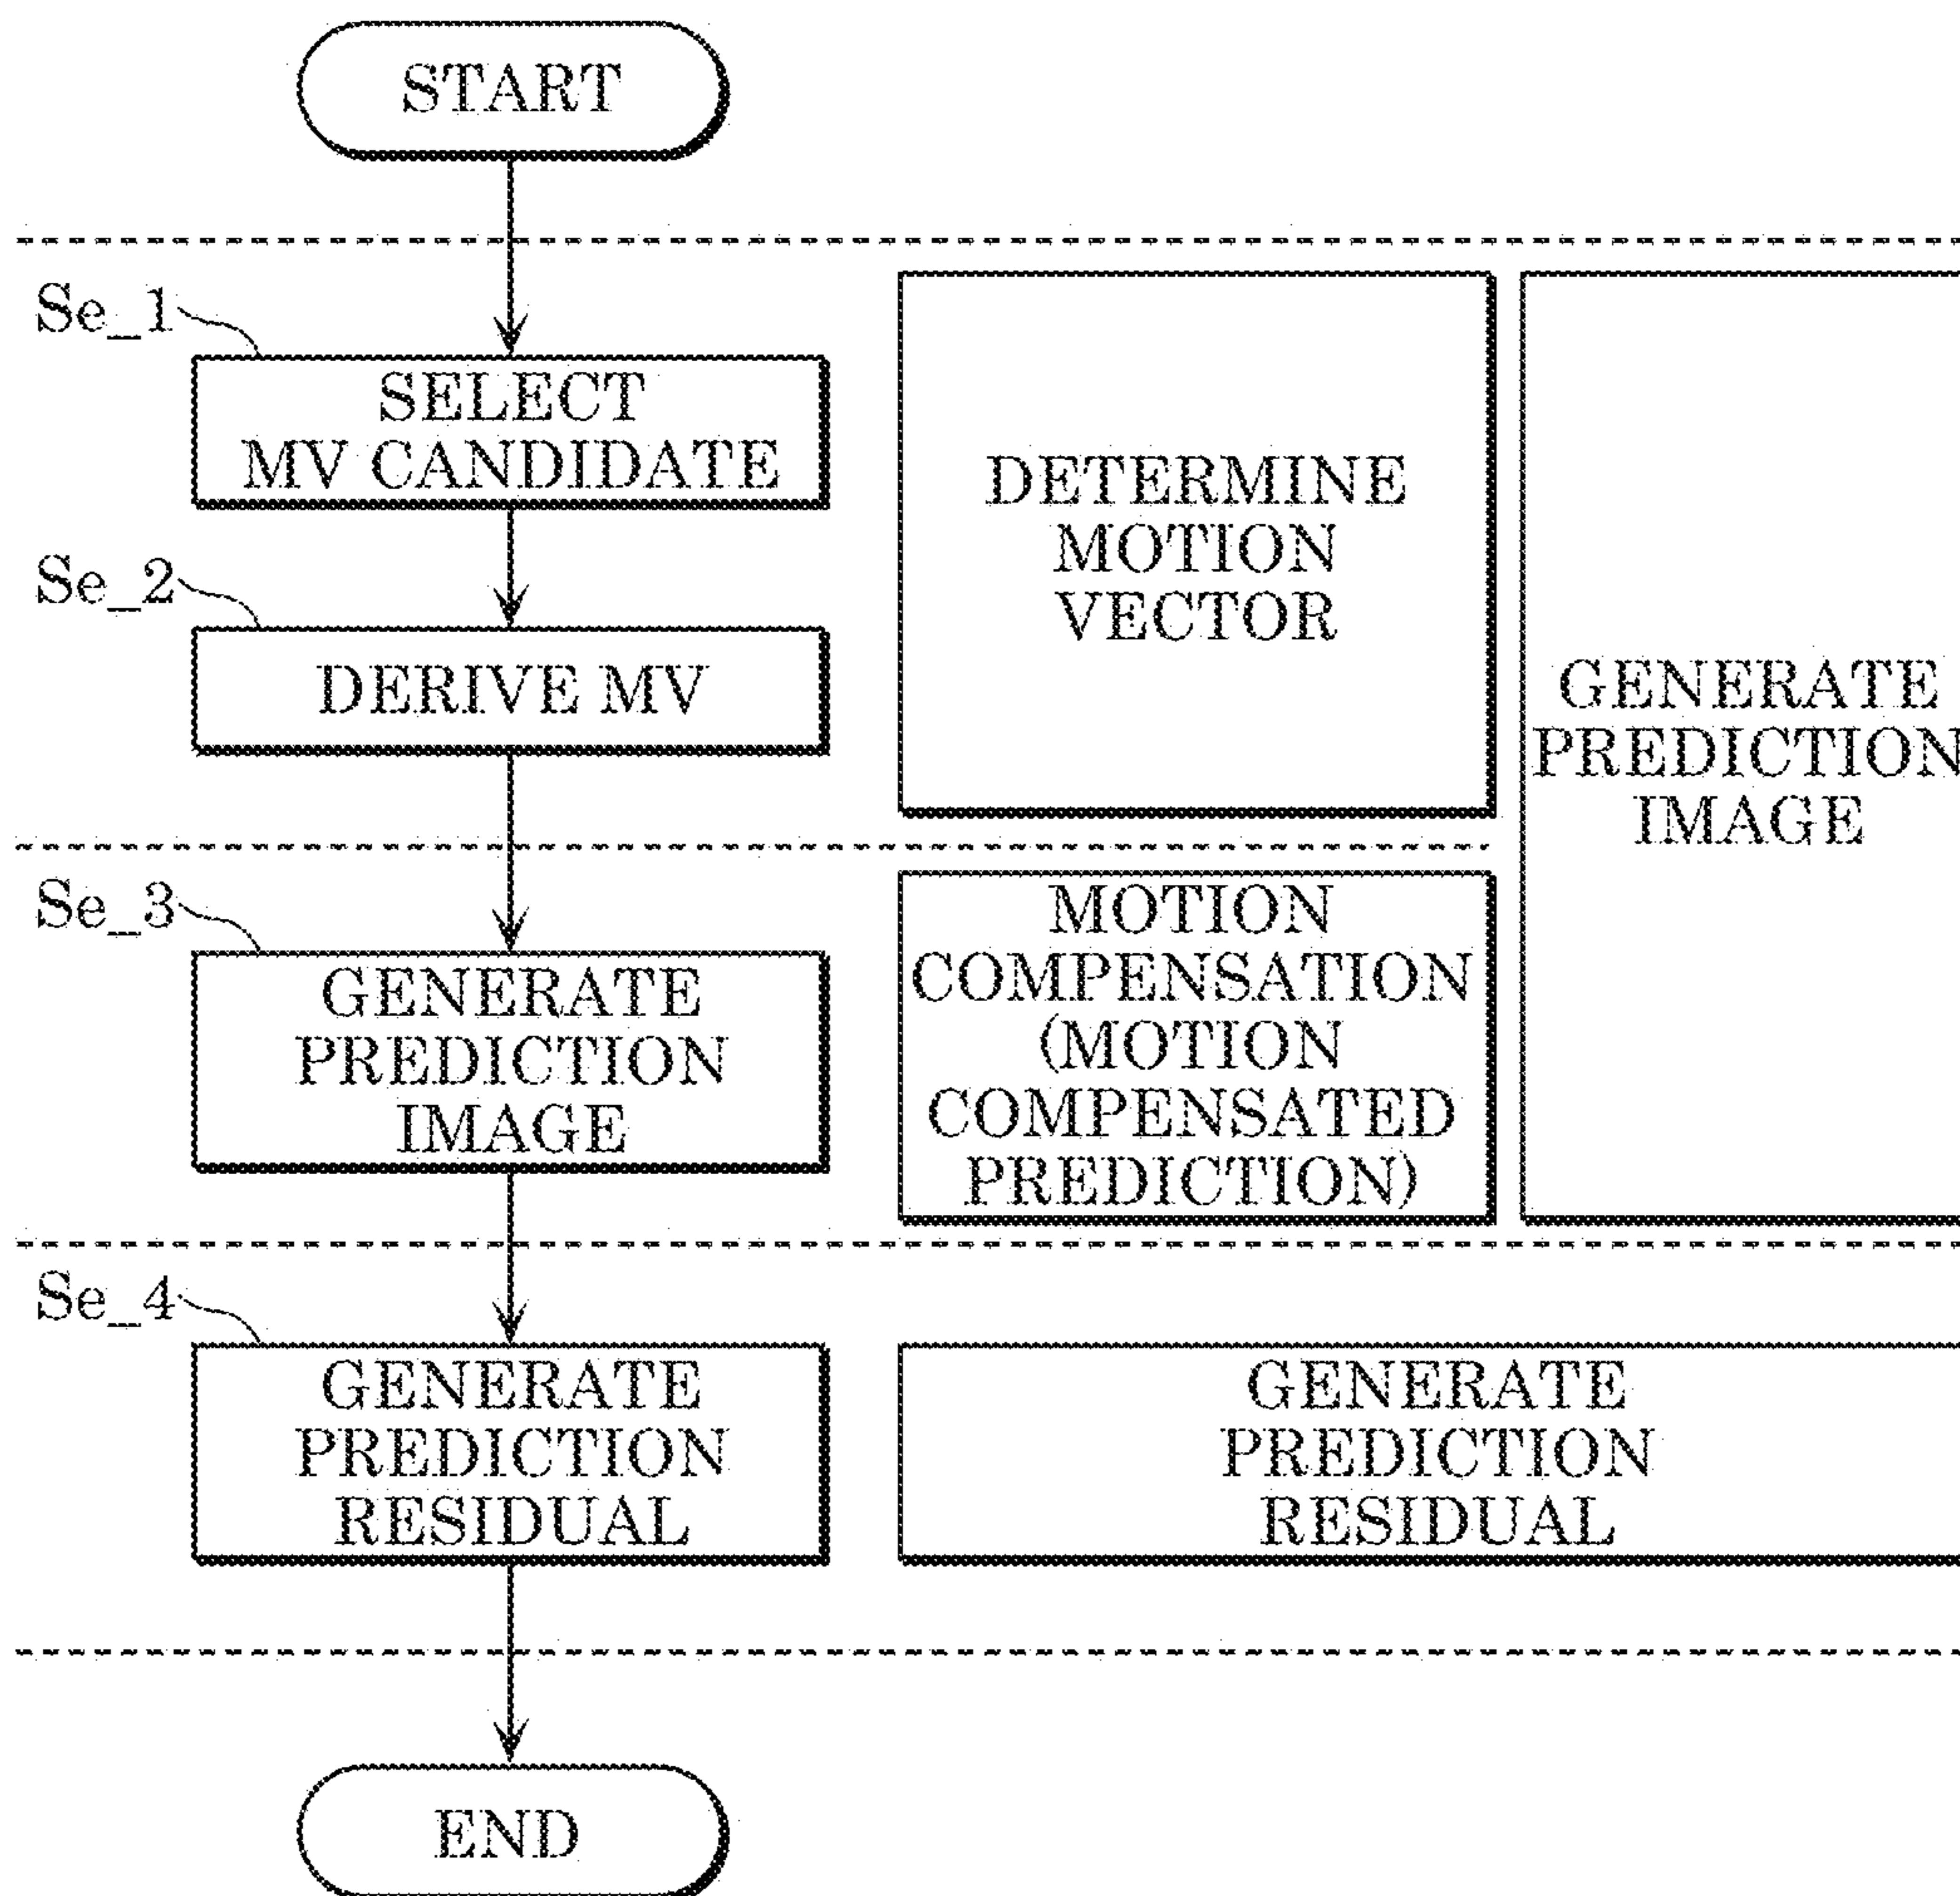 START
Se_1
SELECT
MV CANDIDATE
Se_2
DERIVE MV
DETERMINE
MOTION
VECTOR
GENERATE
PREDICTION
IMAGE
Se_3
GENERATE
PREDICTION
IMAGE
MOTION
COMPENSATION
(MOTION
COMPENSATED
PREDICTION)
Se_4
GENERATE
PREDICTION
RESIDUAL
GENERATE
PREDICTION
RESIDUAL
END